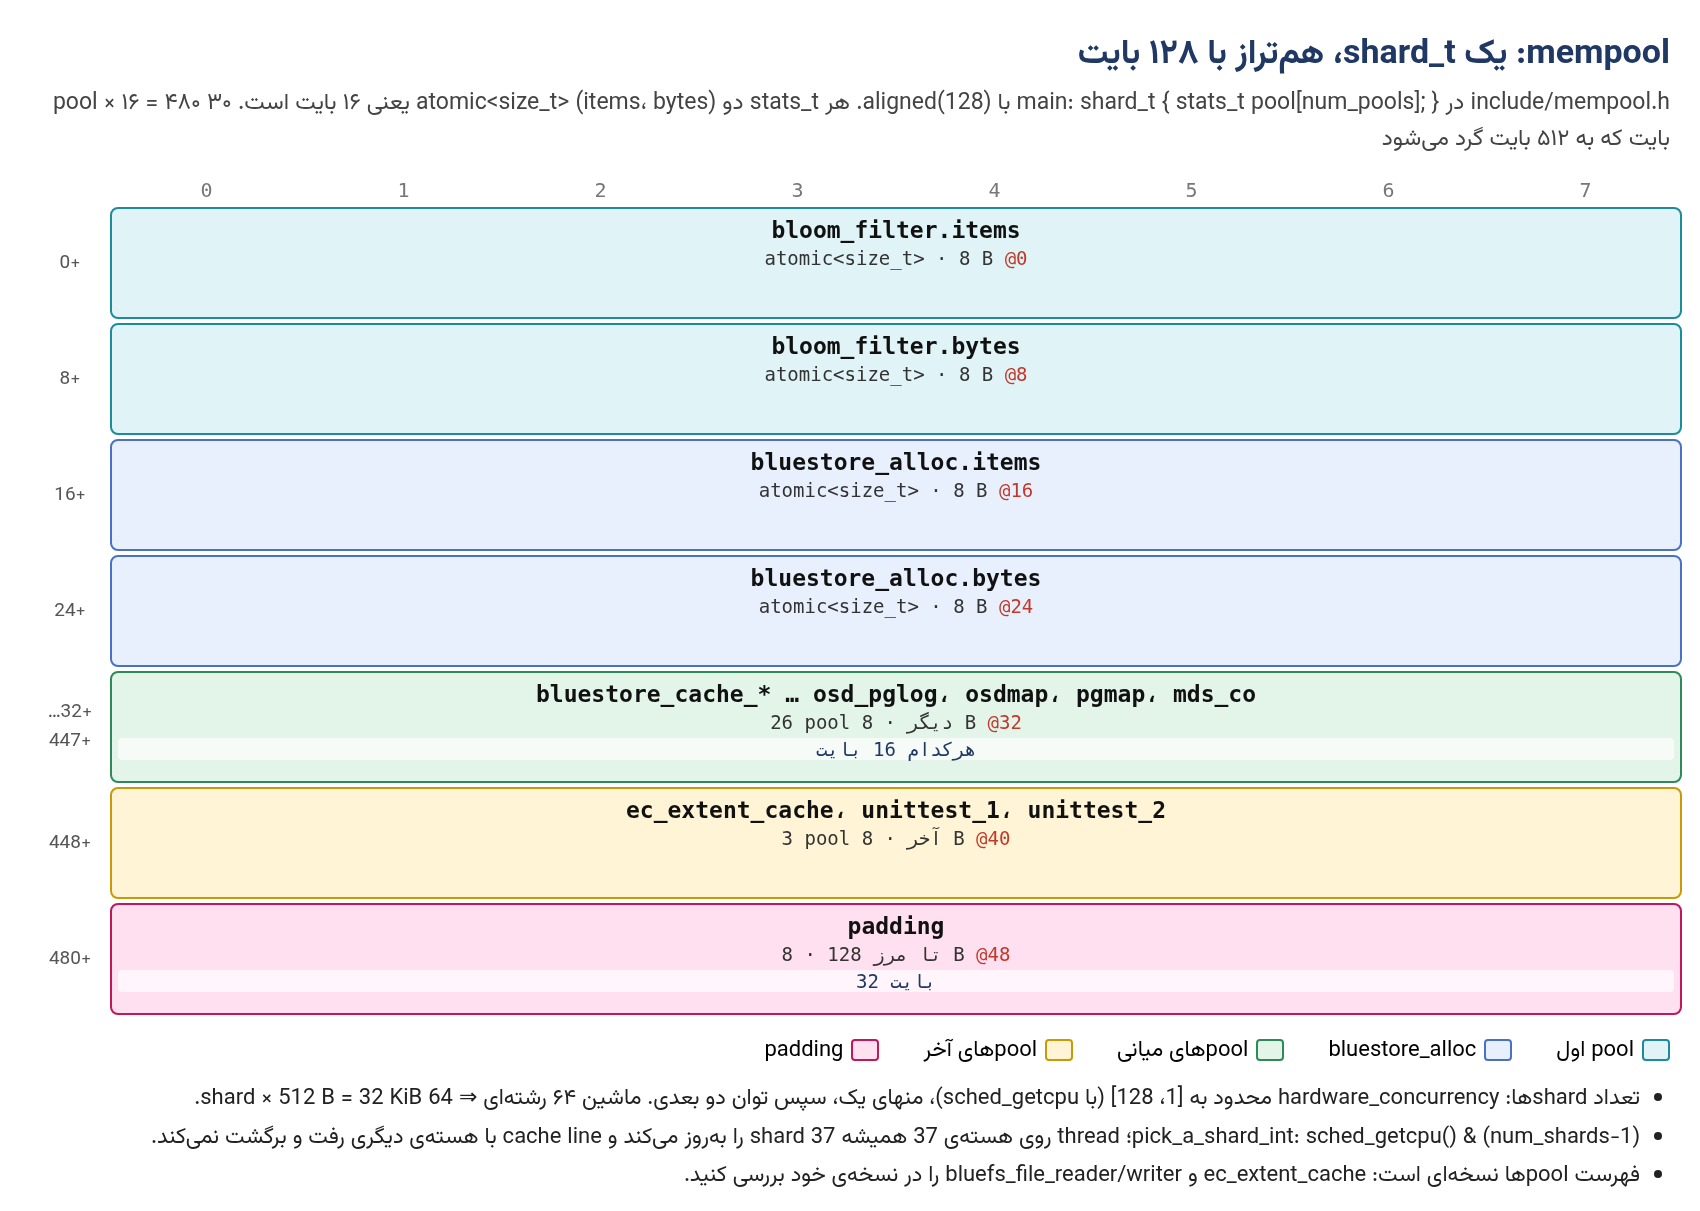 mempool: یک shard_t، هم‌تراز با ۱۲۸ بایت
include/mempool.h در main: shard_t { stats_t pool[num_pools]; } با aligned(128). هر stats_t دو atomic<size_t> (items، bytes) یعنی ۱۶ بایت است. ۳۰ pool × ۱۶ = ۴۸۰
بایت که به ۵۱۲ بایت گرد می‌شود
0 1 2 3 4 5 6 7
0+
bloom_filter.items
atomic<size_t> · 8 B @0
8+
bloom_filter.bytes
atomic<size_t> · 8 B @8
16+
bluestore_alloc.items
atomic<size_t> · 8 B @16
24+
bluestore_alloc.bytes
atomic<size_t> · 8 B @24
…32+
447+
bluestore_cache_* … osd_pglog، osdmap، pgmap، mds_co
26 pool دیگر · 8 B @32
هرکدام 16 بایت
448+
ec_extent_cache، unittest_1، unittest_2
3 pool آخر · 8 B @40
480+
padding
تا مرز 128 · 8 B @48
32 بایت
pool اول
bluestore_alloc
poolهای میانی
poolهای آخر
padding
• تعداد shardها: hardware_concurrency محدود به [1، 128] (با sched_getcpu)، منهای یک، سپس توان دو بعدی. ماشین ۶۴ رشته‌ای ⇒ 64 shard × 512 B = 32 KiB.
• pick_a_shard_int: sched_getcpu() & (num_shards-1)؛ thread روی هسته‌ی 37 همیشه shard 37 را به‌روز می‌کند و cache line با هسته‌ی دیگری رفت و برگشت نمی‌کند.
• فهرست poolها نسخه‌ای است: ec_extent_cache و bluefs_file_reader/writer را در نسخه‌ی خود بررسی کنید.